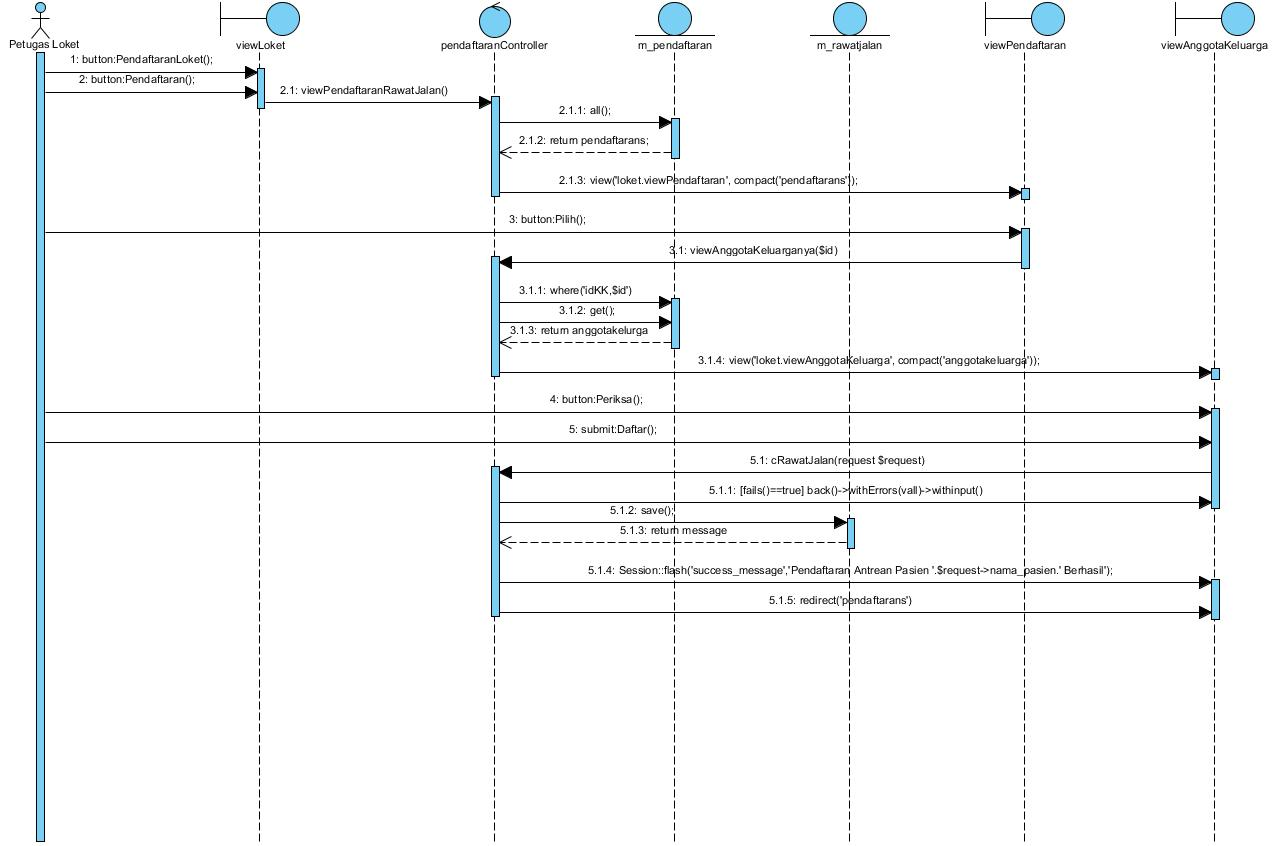 Petugas Loket
viewLoket
pendaftaranController
m_pendaftaran
m_rawatjalan
viewPendaftaran
viewAnggotaKeluarga
1: button:PendaftaranLoket();
2: button:Pendaftaran();
2.1: viewPendaftaranRawatJalan()
2.1.1: all();
2.1.2: return pendaftarans;
2.1.3: view('loket.viewPendaftaran', compact('pendaftarans'));
3: button:Pilih();
3.1: viewAnggotaKeluarganya($id)
3.1.1: where('idKK,$id')
3.1.2: get();
3.1.3: return anggotakelurga
3.1.4: view('loket.viewAnggotaKeluarga', compact('anggotakeluarga'));
4: button:Periksa();
5: submit:Daftar();
5.1: cRawatJalan(request $request)
5.1.1: [fails()==true] back()->withErrors(vall)->withinput()
5.1.2: save();
5.1.3: return message
5.1.4: Session::flash('success_message','Pendaftaran Antrean Pasien '.$request->nama_pasien.' Berhasil');
5.1.5: redirect('pendaftarans')